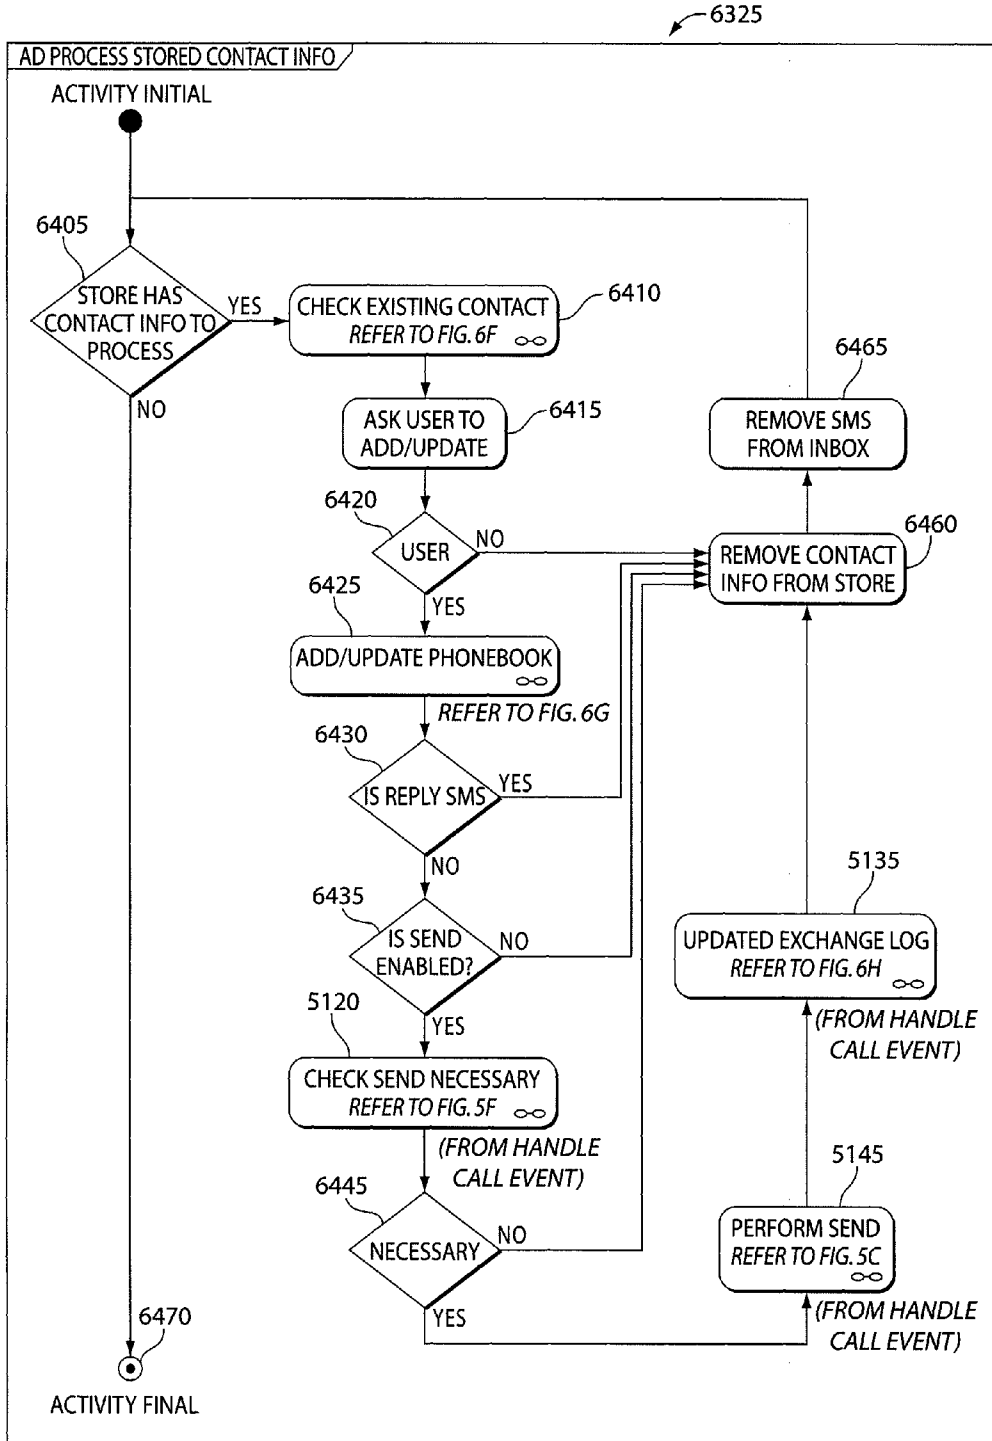 6325
AD PROCESS STORED CONTACT INFO
ACTIVITY INITIAL
6405
STORE HAS
CONTACT INFO TO
PROCESS
YES
NO
CHECK EXISTING CONTACT
REFER TO FIG. 6F
6410
ASK USER TO
ADD/UPDATE
6415
6465
REMOVE SMS
FROM INBOX
6420
USER
NO
YES
6460
REMOVE CONTACT
INFO FROM STORE
6425
ADD/UPDATE PHONEBOOK
REFER TO FIG. 6G
6430
IS REPLY SMS
YES
NO
6435
IS SEND
ENABLED?
NO
YES
5135
UPDATED EXCHANGE LOG
REFER TO FIG. 6H
(FROM HANDLE
CALL EVENT)
5120
CHECK SEND NECESSARY
REFER TO FIG. 5F
(FROM HANDLE
CALL EVENT)
6445
NECESSARY
NO
YES
5145
PERFORM SEND
REFER TO FIG. 5C
(FROM HANDLE
CALL EVENT)
6470
ACTIVITY FINAL